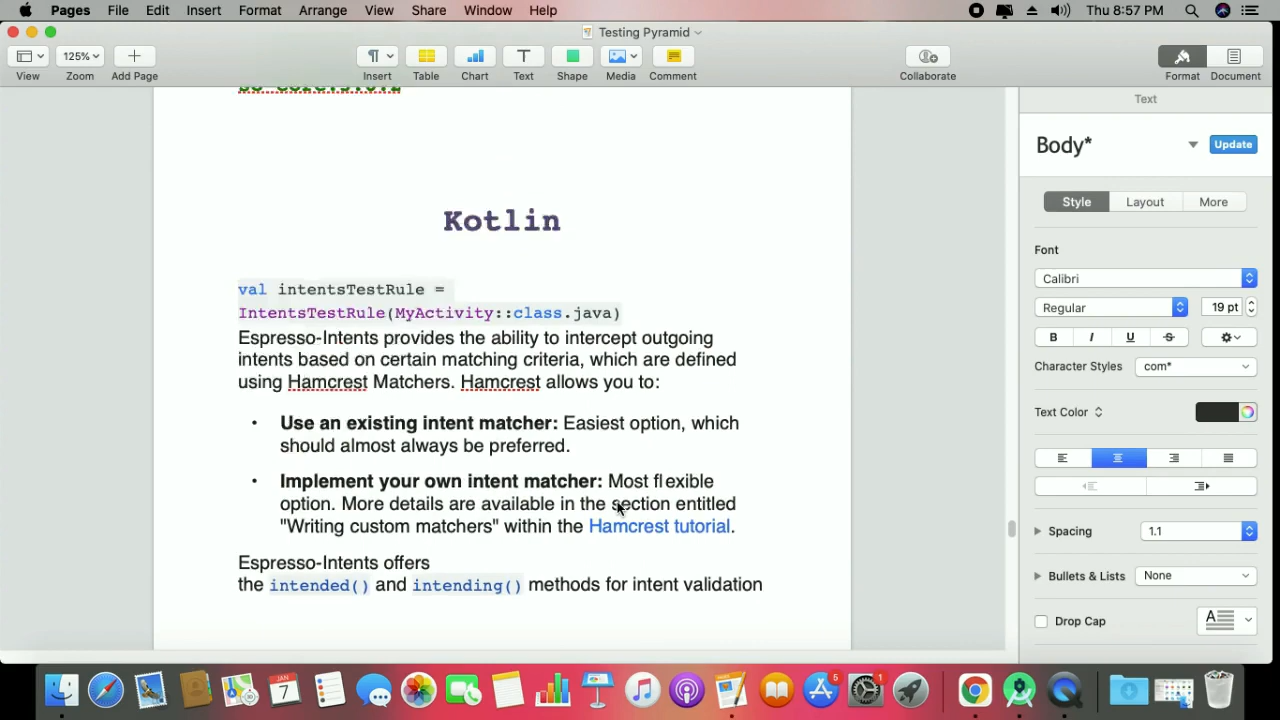 Pages File Edit Insert Format Arrange View Share Window Help Thu 8:57 PM
Testing Pyramid
125%
View Zoom Add Page Insert Table Chart Text Shape Media Comment Collaborate Format Document
Kotlin
val intentsTestRule =
IntentsTestRule(MyActivity::class.java)
Espresso-Intents provides the ability to intercept outgoing
intents based on certain matching criteria, which are defined
using Hamcrest Matchers. Hamcrest allows you to:
• Use an existing intent matcher: Easiest option, which
should almost always be preferred.
• Implement your own intent matcher: Most flexible
option. More details are available in the section entitled
"Writing custom matchers" within the Hamcrest tutorial.
Espresso-Intents offers
the intended() and intending() methods for intent validation
Text
Body* Update
Style Layout More
Font
Calibri
Regular 19 pt
B I U S
Character Styles com*
Text Color
Spacing 1.1
Bullets & Lists None
Drop Cap A
7
5
1